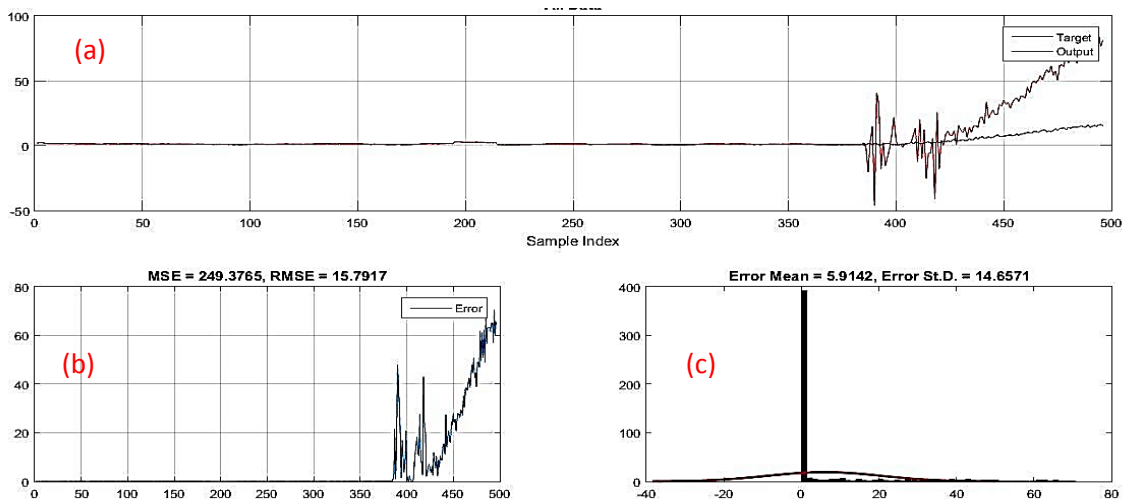 100
(a)
Target
Output
50
0
-50
0 50 100 150 200 250 300 350 400 450 500
Sample Index
MSE = 249.3765, RMSE = 15.7917
80
Error
60
(b)
40
20
0
0 50 100 150 200 250 300 350 400 450 500
Error Mean = 5.9142, Error St.D. = 14.6571
400
300
(c)
200
100
0
-40 -20 0 20 40 60 80